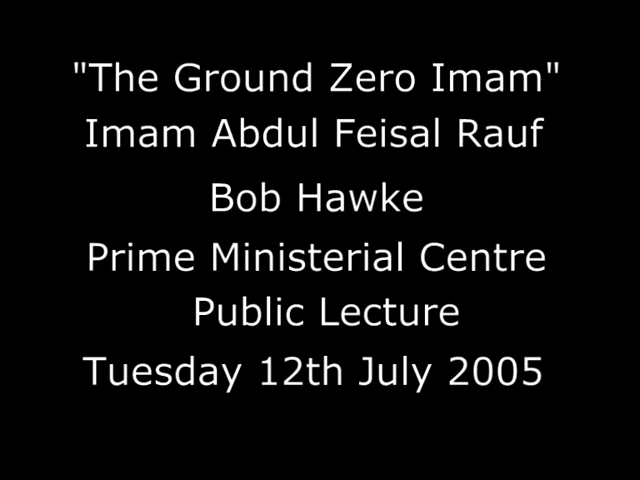 "The Ground Zero Imam"
Imam Abdul Feisal Rauf
Bob Hawke
Prime Ministerial Centre
Public Lecture
Tuesday 12th July 2005